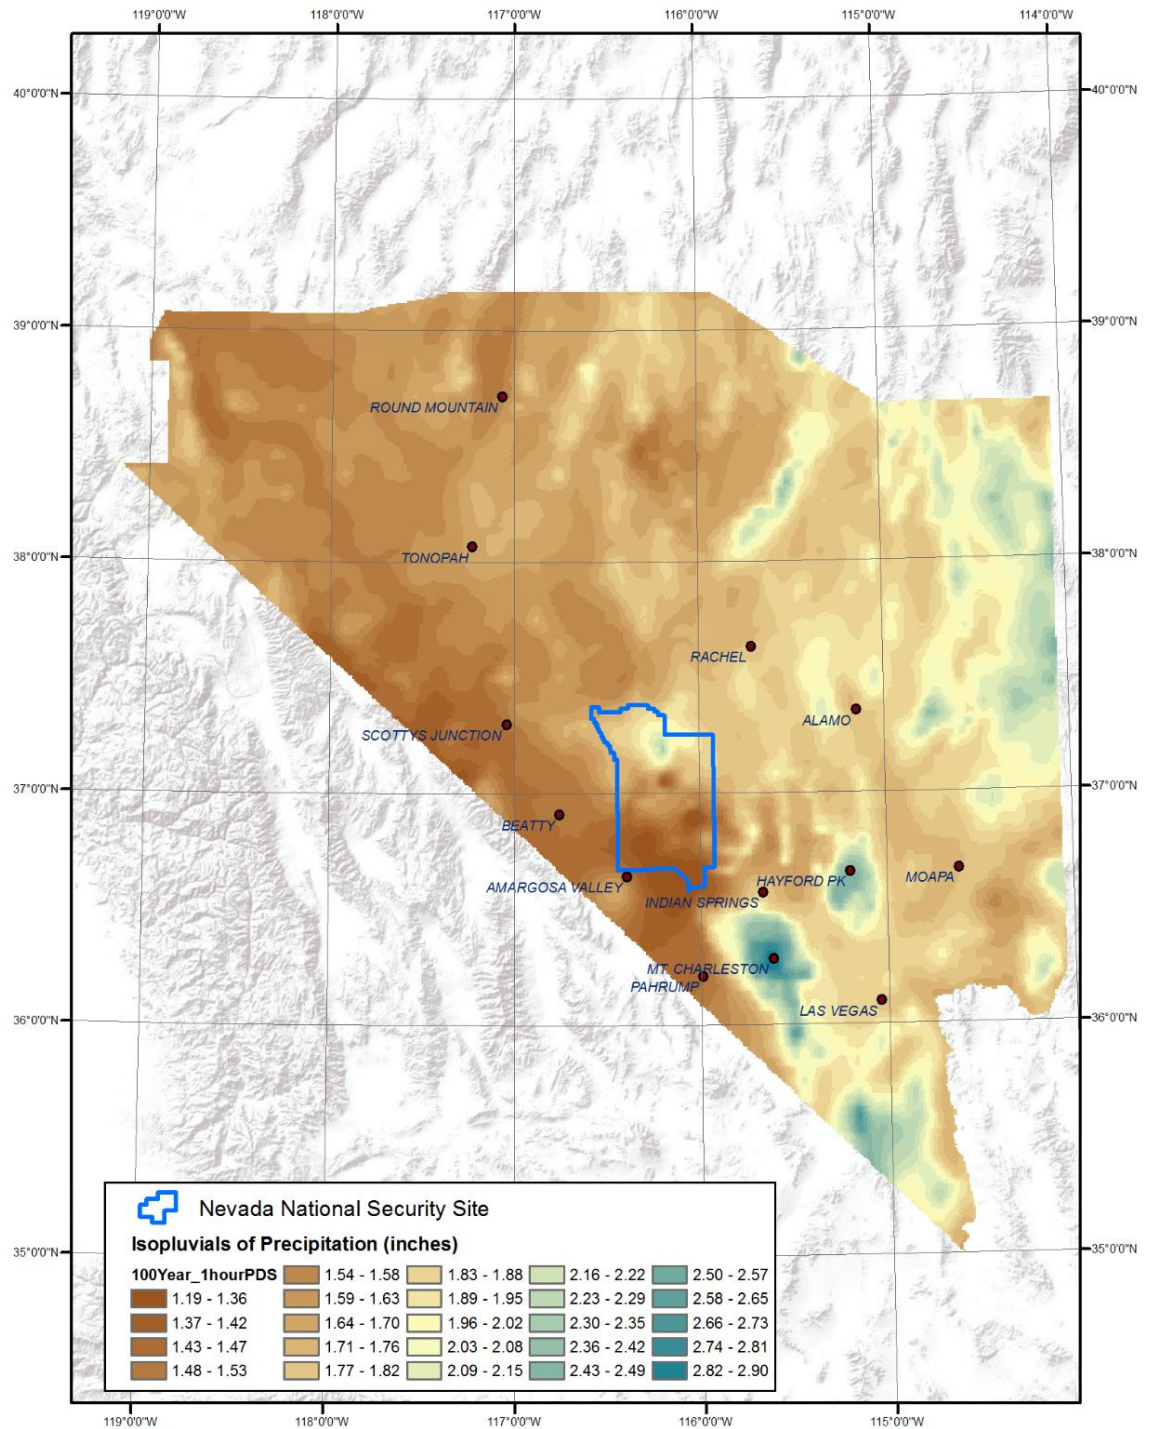 119°0'0"W 118°0'0"W 117°0'0"W 116°0'0"W 115°0'0"W 114°0'0"W
40°0'0"N 40°0'0"N
39°0'0"N 39°0'0"N
ROUND MOUNTAIN
38°0'0"N 38°0'0"N
TONOPAH
RACHEL
ALAMO
SCOTTYS JUNCTION
37°0'0"N 37°0'0"N
BEATTY
AMARGOSA VALLEY
HAYFORD PK
MOAPA
INDIAN SPRINGS
MT. CHARLESTON
PAHRUMP
LAS VEGAS
36°0'0"N 36°0'0"N
35°0'0"N 35°0'0"N
Nevada National Security Site
Isopluvials of Precipitation (inches)
100Year_1hourPDS 1.54 - 1.58 1.83 - 1.88 2.16 - 2.22 2.50 - 2.57
1.19 - 1.36 1.59 - 1.63 1.89 - 1.95 2.23 - 2.29 2.58 - 2.65
1.37 - 1.42 1.64 - 1.70 1.96 - 2.02 2.30 - 2.35 2.66 - 2.73
1.43 - 1.47 1.71 - 1.76 2.03 - 2.08 2.36 - 2.42 2.74 - 2.81
1.48 - 1.53 1.77 - 1.82 2.09 - 2.15 2.43 - 2.49 2.82 - 2.90
119°0'0"W 118°0'0"W 117°0'0"W 116°0'0"W 115°0'0"W